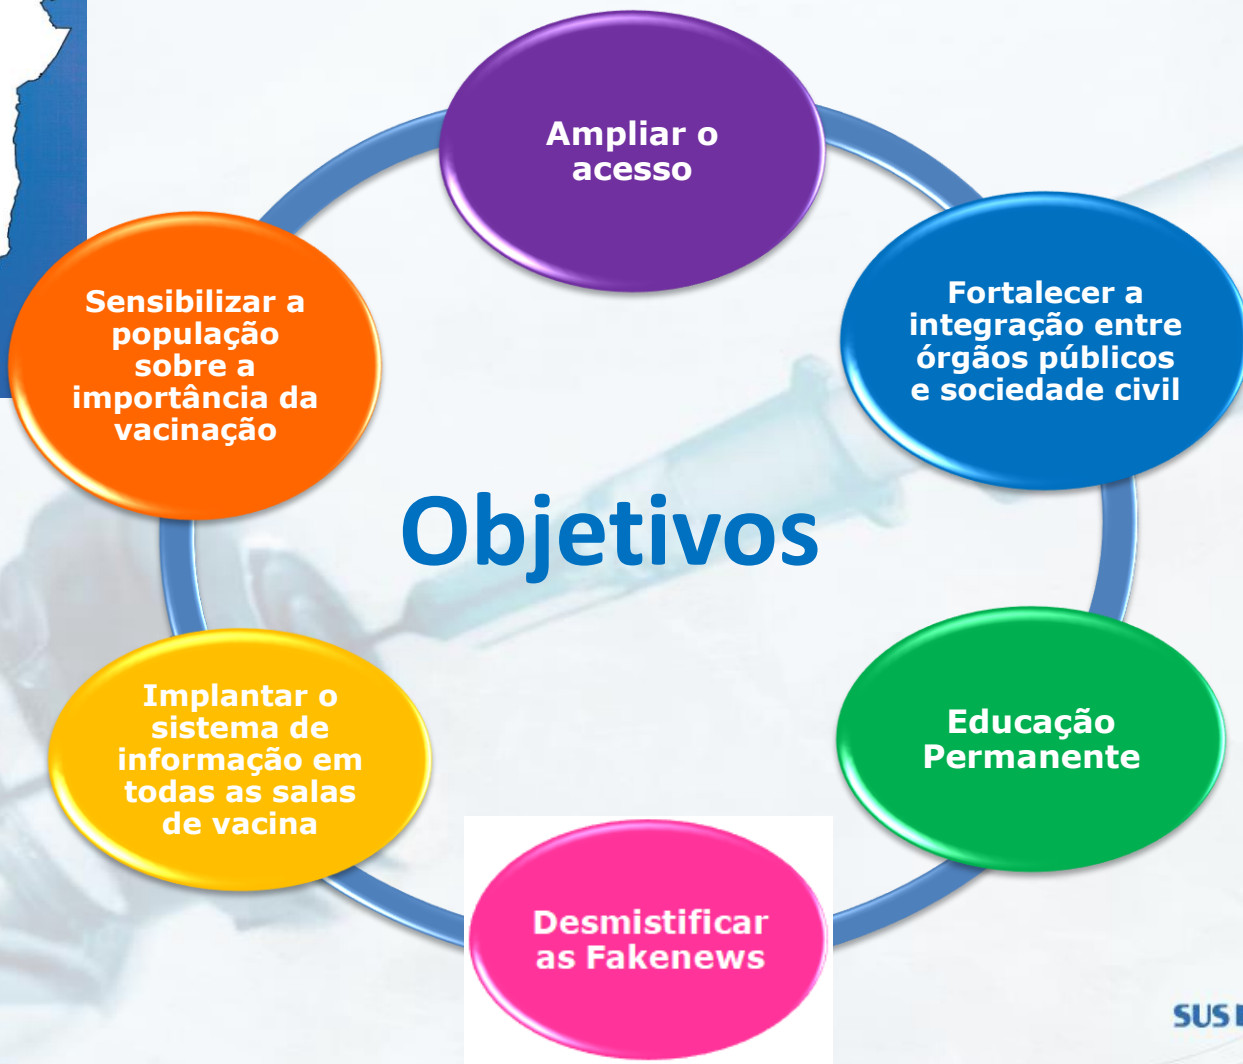 Ampliar o
acesso
Fortalecer a
integração entre
órgãos públicos
e sociedade civil
Educação
Permanente
Desmistificar
as Fakenews
Implantar o
sistema de
informação em
todas as salas
de vacina
Sensibilizar a
população
sobre a
importância da
vacinação
Objetivos
SUS